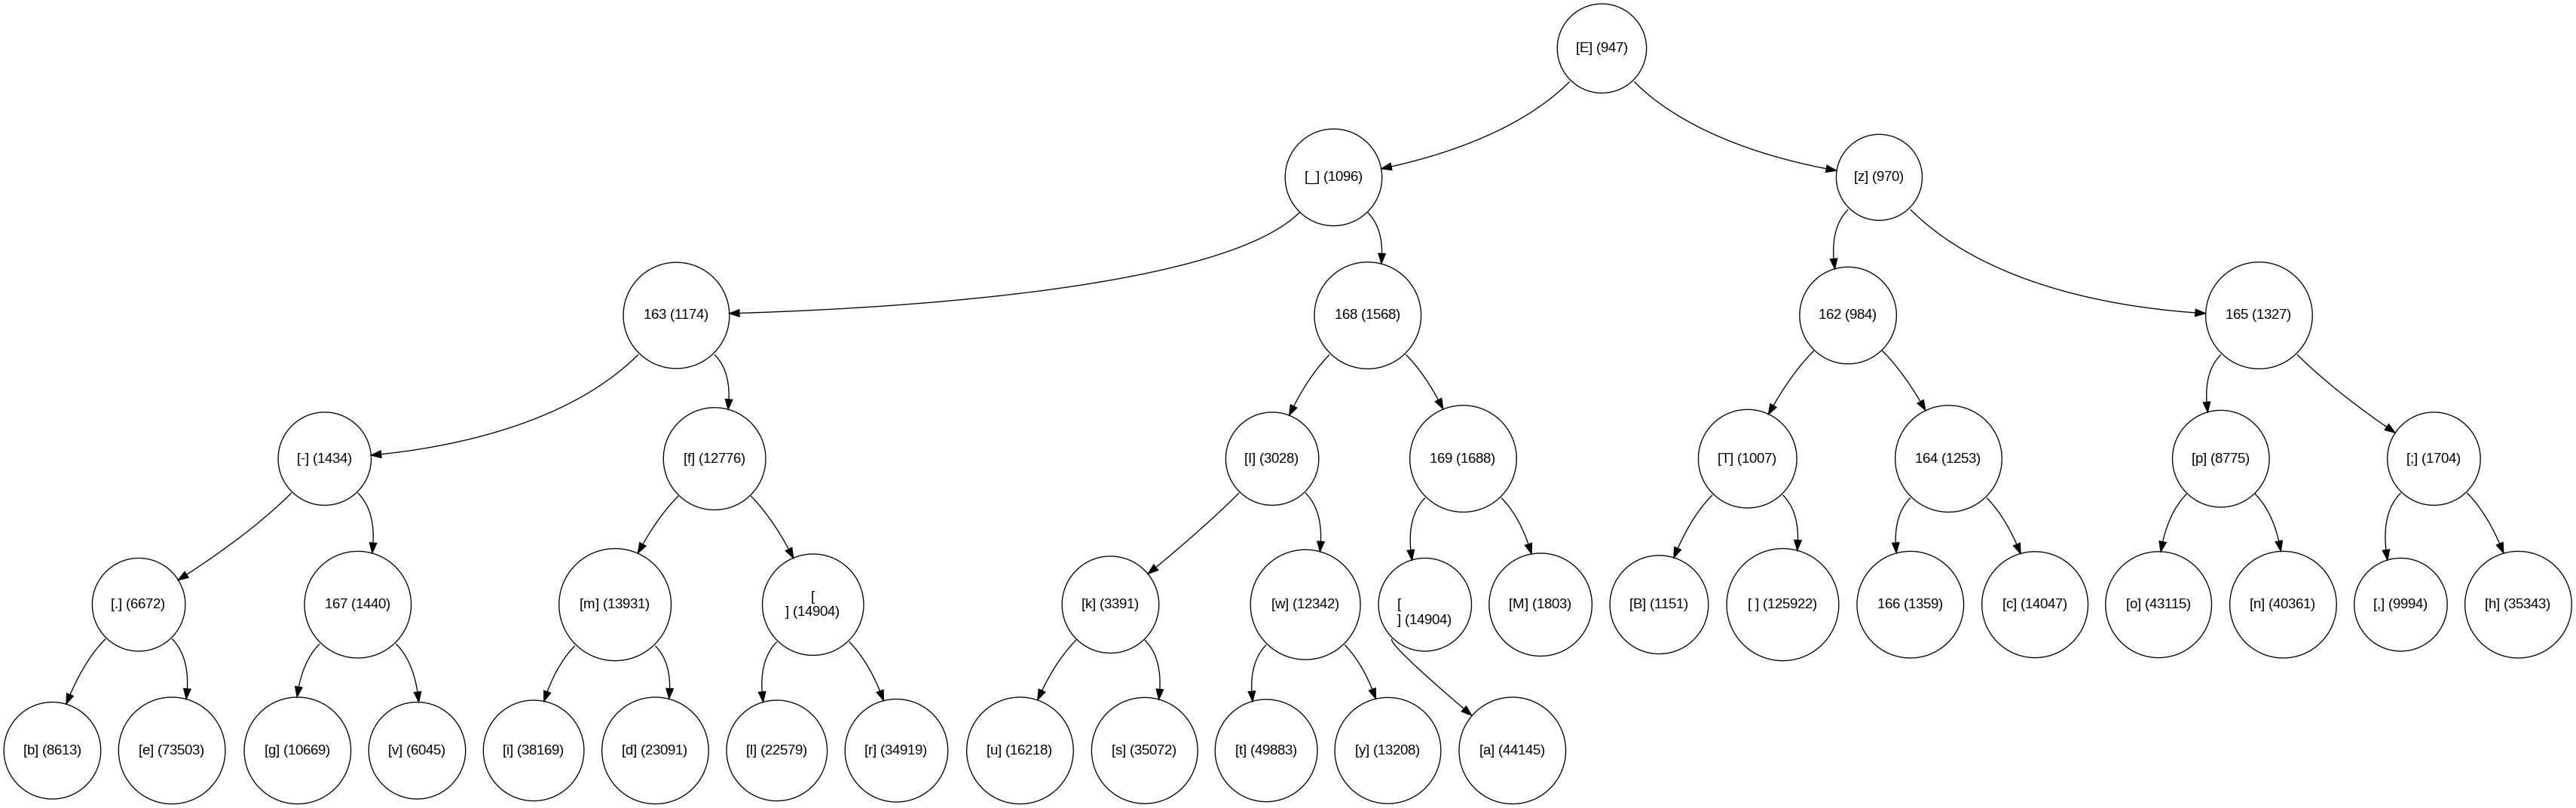 [E] (947)
[_] (1096)
[z] (970)
163 (1174)
168 (1568)
162 (984)
165 (1327)
[-] (1434)
[f] (12776)
[I] (3028)
169 (1688)
[T] (1007)
164 (1253)
[p] (8775)
[;] (1704)
[.] (6672)
167 (1440)
[m] (13931)
[
] (14904)
[k] (3391)
[w] (12342)
[
] (14904)
[M] (1803)
[B] (1151)
[ ] (125922)
166 (1359)
[c] (14047)
[o] (43115)
[n] (40361)
[,] (9994)
[h] (35343)
[b] (8613)
[e] (73503)
[g] (10669)
[v] (6045)
[i] (38169)
[d] (23091)
[l] (22579)
[r] (34919)
[u] (16218)
[s] (35072)
[t] (49883)
[y] (13208)
[a] (44145)